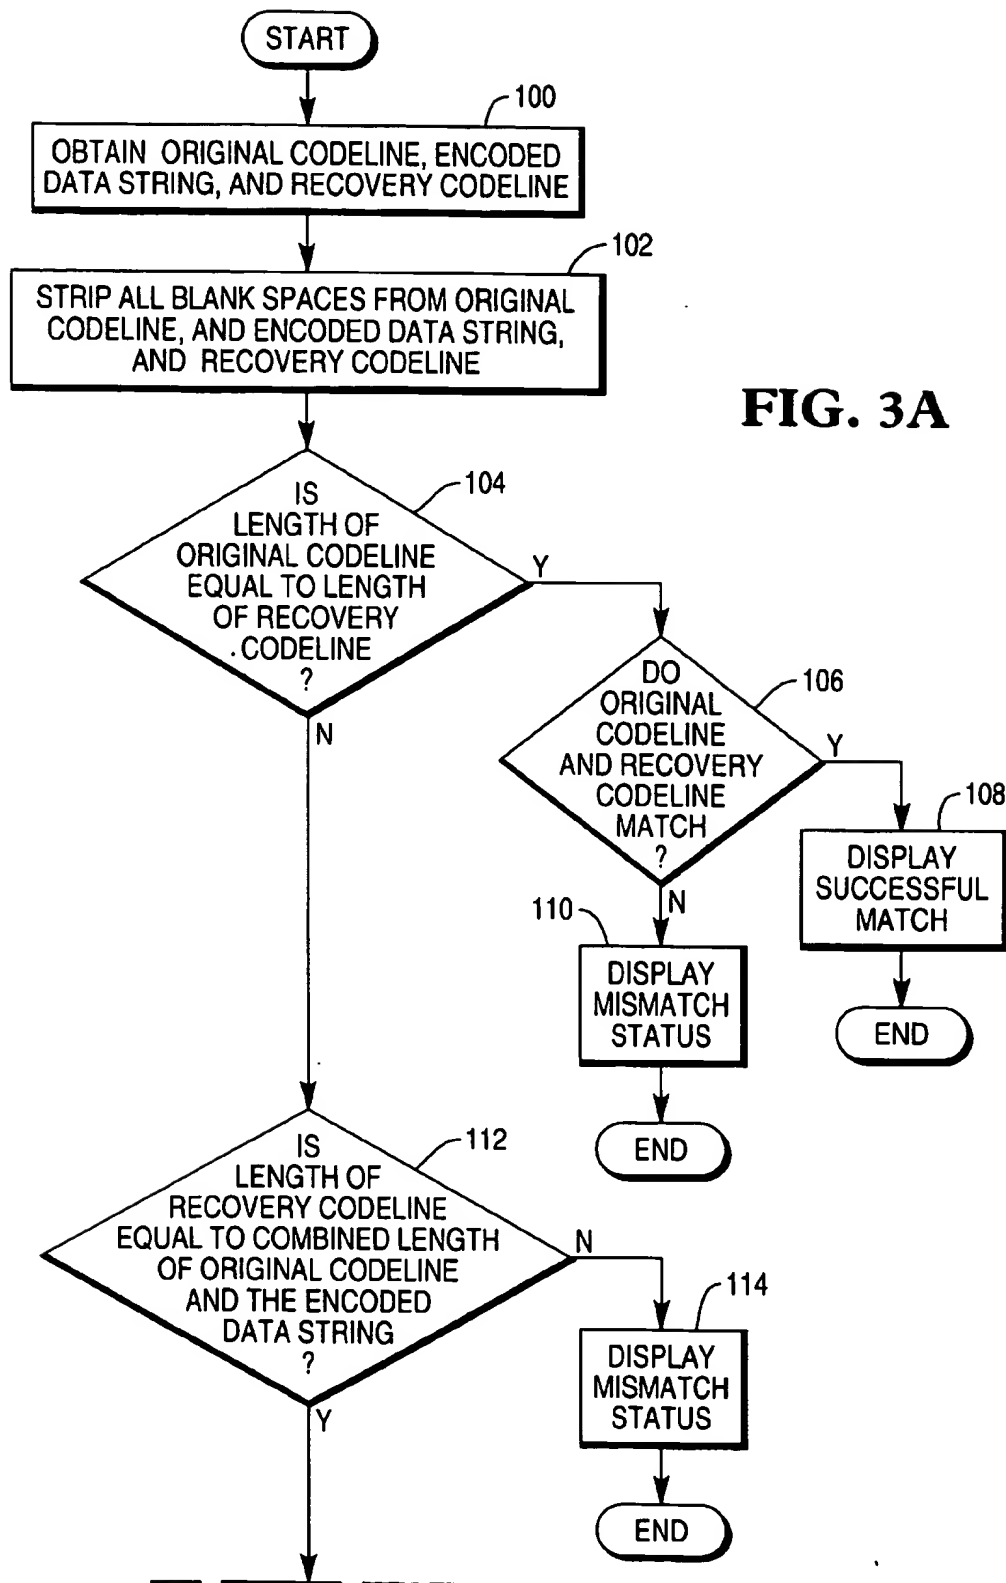 START
100
OBTAIN ORIGINAL CODELINE, ENCODED
DATA STRING, AND RECOVERY CODELINE
102
STRIP ALL BLANK SPACES FROM ORIGINAL
CODELINE, AND ENCODED DATA STRING,
AND RECOVERY CODELINE
FIG. 3A
104
IS
LENGTH OF
ORIGINAL CODELINE
EQUAL TO LENGTH
OF RECOVERY
CODELINE
?
Y
N
106
DO
ORIGINAL
CODELINE
AND RECOVERY
CODELINE
MATCH
?
Y
N
108
DISPLAY
SUCCESSFUL
MATCH
END
110
DISPLAY
MISMATCH
STATUS
END
112
IS
LENGTH OF
RECOVERY CODELINE
EQUAL TO COMBINED LENGTH
OF ORIGINAL CODELINE
AND THE ENCODED
DATA STRING
?
N
Y
114
DISPLAY
MISMATCH
STATUS
END